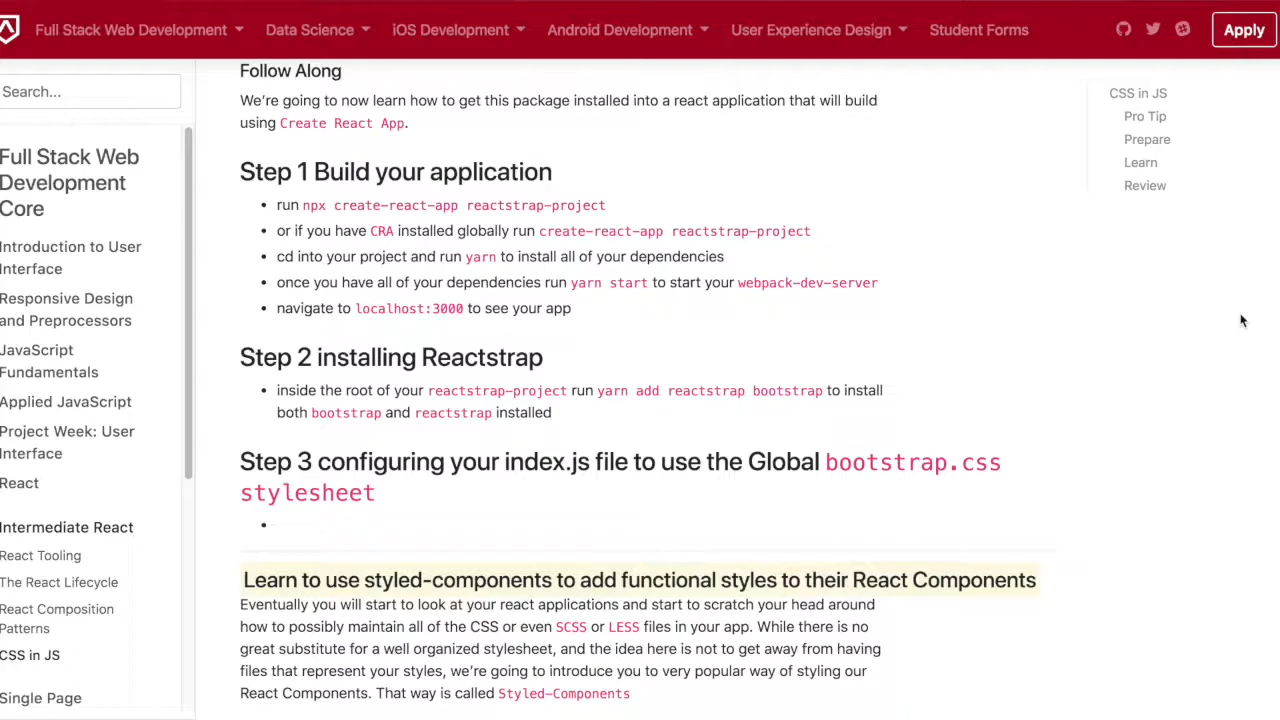 Full Stack Web Development Data Science iOS Development Android Development User Experience Design Student Forms Apply
Search...
Full Stack Web
Development
Core
Introduction to User
Interface
Responsive Design
and Preprocessors
JavaScript
Fundamentals
Applied JavaScript
Project Week: User
Interface
React
Intermediate React
React Tooling
The React Lifecycle
React Composition
Patterns
CSS in JS
Single Page
Follow Along
We're going to now learn how to get this package installed into a react application that will build
using Create React App.
Step 1 Build your application
• run npx create-react-app reactstrap-project
• or if you have CRA installed globally run create-react-app reactstrap-project
• cd into your project and run yarn to install all of your dependencies
• once you have all of your dependencies run yarn start to start your webpack-dev-server
• navigate to localhost:3000 to see your app
Step 2 installing Reactstrap
• inside the root of your reactstrap-project run yarn add reactstrap bootstrap to install
both bootstrap and reactstrap installed
Step 3 configuring your index.js file to use the Global bootstrap.css
stylesheet
•
Learn to use styled-components to add functional styles to their React Components
Eventually you will start to look at your react applications and start to scratch your head around
how to possibly maintain all of the CSS or even SCSS or LESS files in your app. While there is no
great substitute for a well organized stylesheet, and the idea here is not to get away from having
files that represent your styles, we're going to introduce you to very popular way of styling our
React Components. That way is called Styled-Components
CSS in JS
Pro Tip
Prepare
Learn
Review